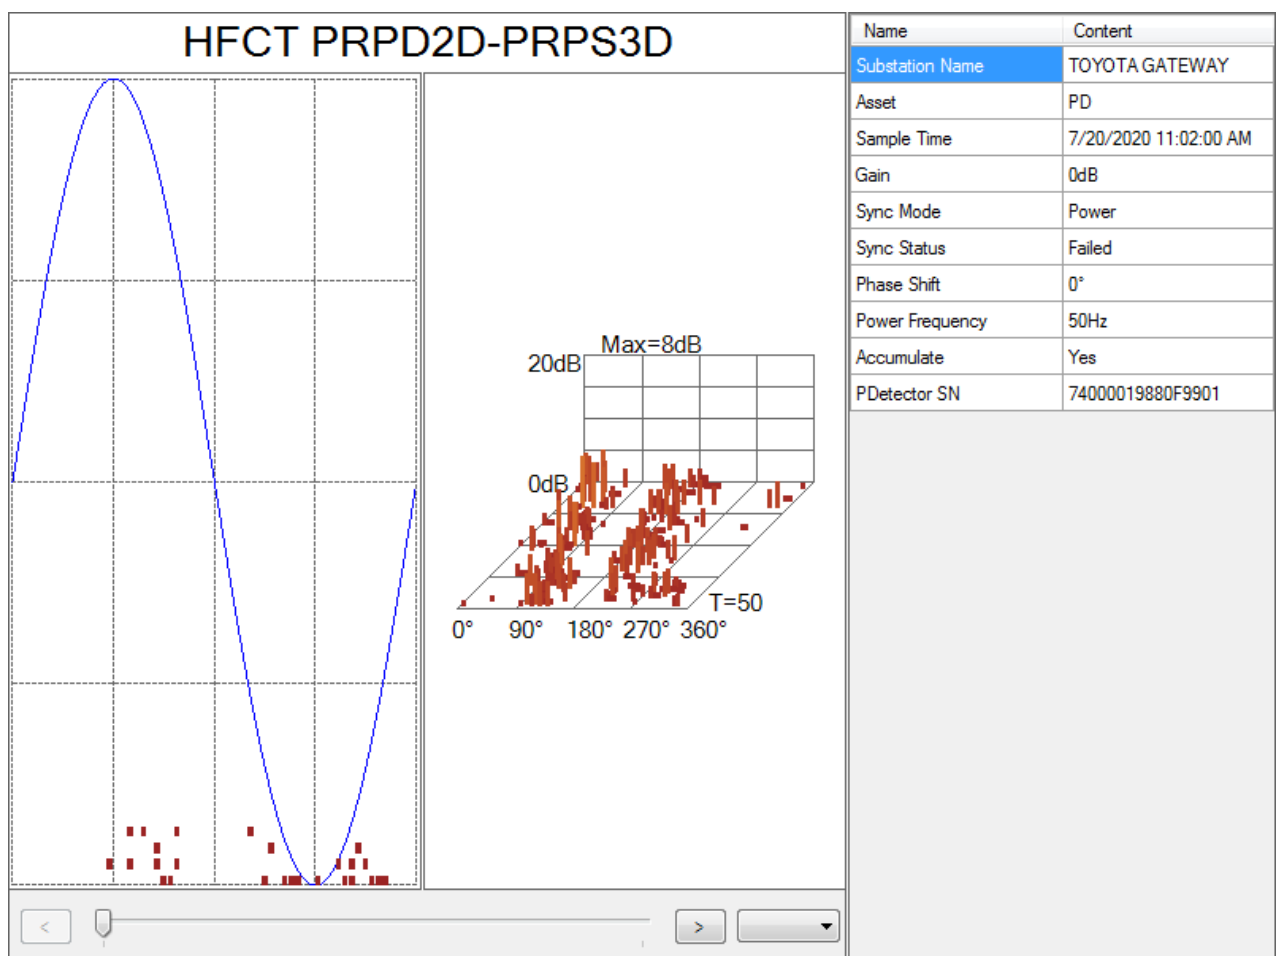 HFCT PRPD2D-PRPS3D
Max=8dB
20dB
0dB
T=50
0° 90° 180° 270° 360°
< >
Name Content
Substation Name TOYOTA GATEWAY
Asset PD
Sample Time 7/20/2020 11:02:00 AM
Gain 0dB
Sync Mode Power
Sync Status Failed
Phase Shift 0°
Power Frequency 50Hz
Accumulate Yes
PDetector SN 74000019880F9901